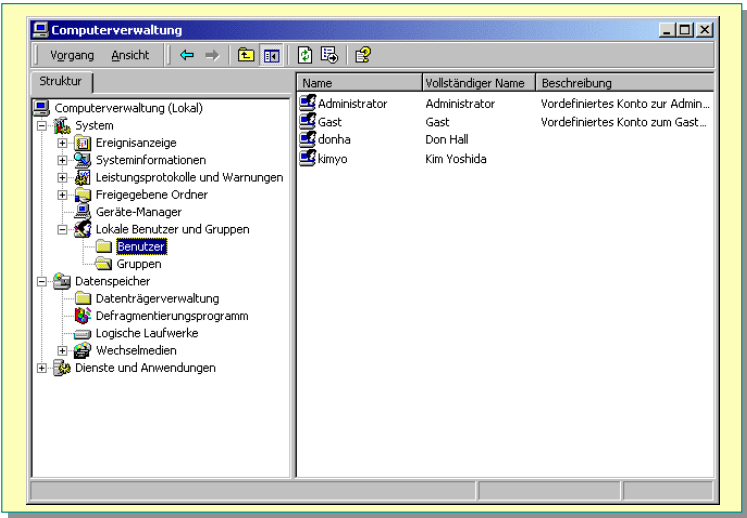 Computerverwaltung
Vorgang Ansicht
Struktur
Name Vollständiger Name Beschreibung
Computerverwaltung (Lokal)
System
Ereignisanzeige
Systeminformationen
Leistungsprotokolle und Warnungen
Freigegebene Ordner
Geräte-Manager
Lokale Benutzer und Gruppen
Benutzer
Gruppen
Datenspeicher
Datenträgerverwaltung
Defragmentierungsprogramm
Logische Laufwerke
Wechselmedien
Dienste und Anwendungen
Administrator Administrator Vordefiniertes Konto zur Admin...
Gast Gast Vordefiniertes Konto zum Gast...
donha Don Hall
kimyo Kim Yoshida